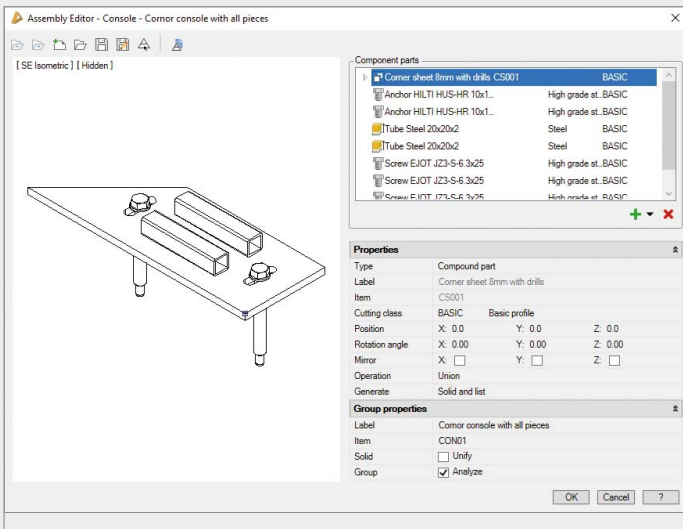 Assembly Editor - Console - Cornor console with all pieces
[ SE Isometric ] [ Hidden ]
Component parts
Corner sheet 8mm with drills CS001 BASIC
Anchor HILTI HUS-HR 10x1... High grade st... BASIC
Anchor HILTI HUS-HR 10x1... High grade st... BASIC
Tube Steel 20x20x2 Steel BASIC
Tube Steel 20x20x2 Steel BASIC
Screw EJOT JZ3-S-6.3x25 High grade st... BASIC
Screw EJOT JZ3-S-6.3x25 High grade st... BASIC
Properties
Type Compound part
Label Corner sheet 8mm with drills
Item CS001
Cutting class BASIC Basic profile
Position X: 0.0 Y: 0.0 Z: 0.0
Rotation angle X: 0.00 Y: 0.00 Z: 0.00
Mirror X: Y: Z:
Operation Union
Generate Solid and list
Group properties
Label Cornor console with all pieces
Item CON01
Solid Unify
Group Analyze
OK Cancel ?